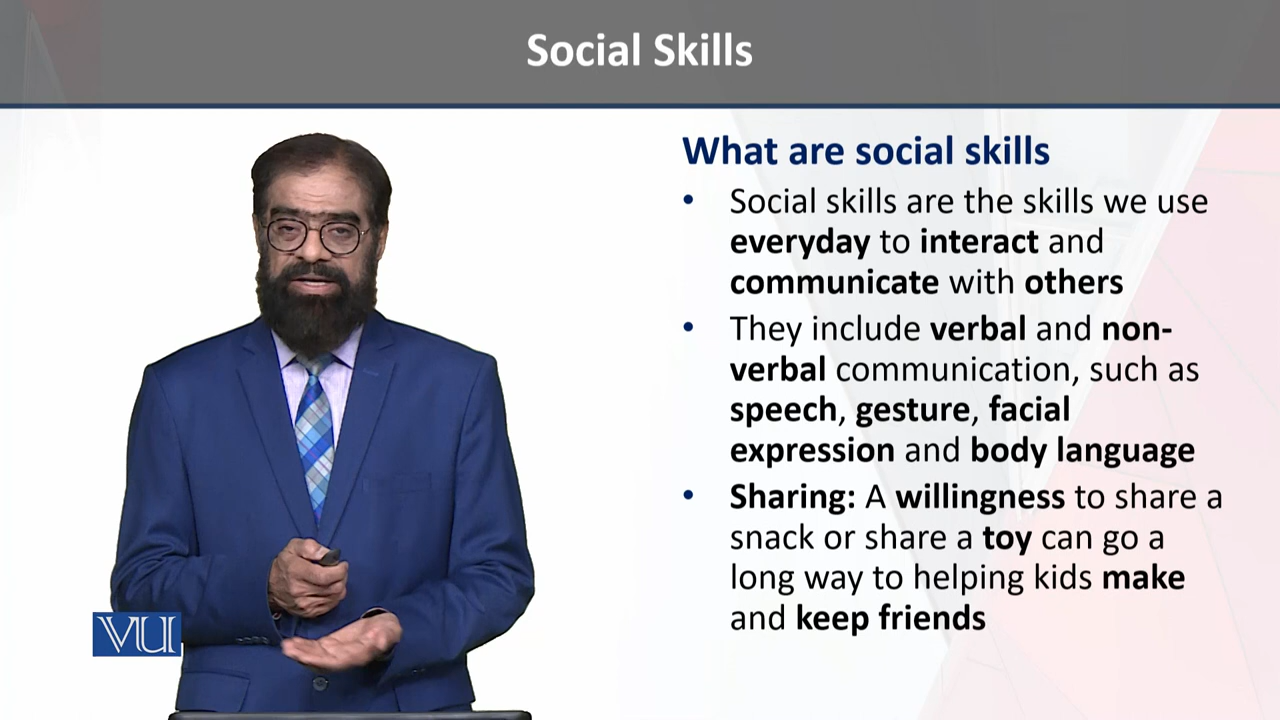 Social Skills
What are social skills
• Social skills are the skills we use
everyday to interact and
communicate with others
• They include verbal and non-
verbal communication, such as
speech, gesture, facial
expression and body language
• Sharing: A willingness to share a
snack or share a toy can go a
long way to helping kids make
and keep friends
VU